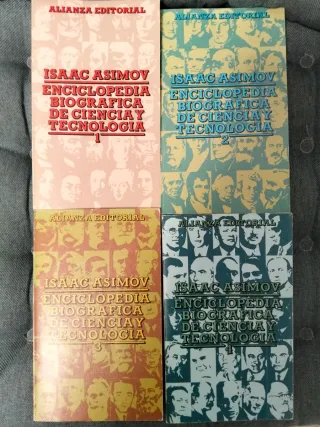 ALIANZA EDITORIAL
ISAAC ASIMOV
ENCICLOPEDIA
BIOGRAFICA
DE CIENCIA Y
TECNOLOGIA
1
ALIANZA EDITORIAL
ISAAC ASIMOV
ENCICLOPEDIA
BIOGRAFICA
DE CIENCIA Y
TECNOLOGIA
2
ALIANZA EDITORIAL
ISAAC ASIMOV
ENCICLOPEDIA
BIOGRAFICA
DE CIENCIA Y
TECNOLOGIA
3
ALIANZA EDITORIAL
ISAAC ASIMOV
ENCICLOPEDIA
BIOGRAFICA
DE CIENCIA Y
TECNOLOGIA
4